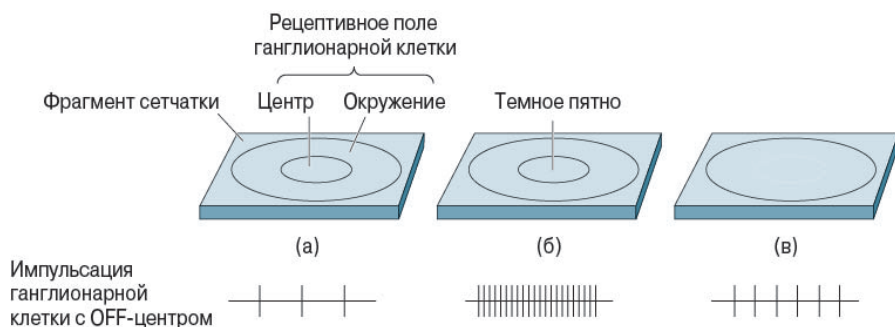 Рецептивное поле
ганглионарной клетки
Фрагмент сетчатки Центр Окружение Темное пятно
(а) (б) (в)
Импульсация
ганглионарной
клетки с OFF-центром